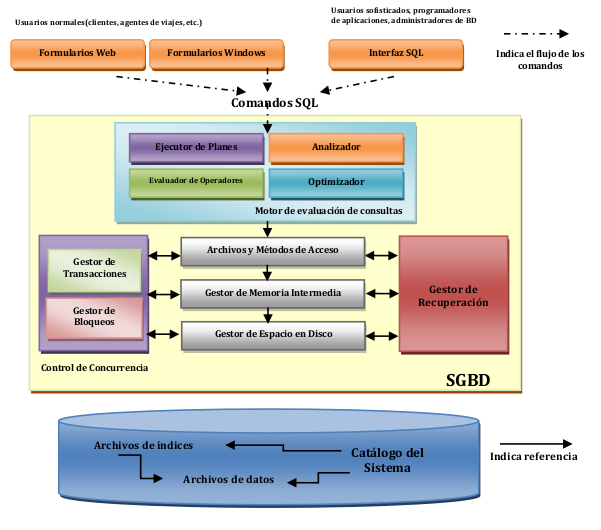 Usuarios normales(clientes, agentes de viajes, etc.)
Usuarios sofisticados, programadores
de aplicaciones, administradores de BD
Formularios Web
Formularios Windows
Interfaz SQL
Indica el flujo de los
comandos
Comandos SQL
Ejecutor de Planes
Analizador
Evaluador de Operadores
Optimizador
Motor de evaluación de consultas
Archivos y Métodos de Acceso
Gestor de
Transacciones
Gestor de Memoria Intermedia
Gestor de
Recuperación
Gestor de
Bloqueos
Gestor de Espacio en Disco
Control de Concurrencia
SGBD
Archivos de índices
Catálogo del
Sistema
Archivos de datos
Indica referencia